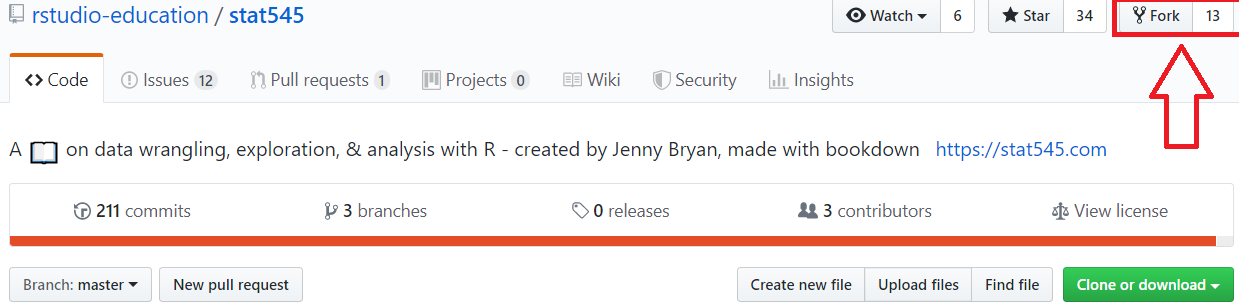 rstudio-education / stat545 Watch 6 Star 34 Fork 13
Code Issues 12 Pull requests 1 Projects 0 Wiki Security Insights
A on data wrangling, exploration, & analysis with R - created by Jenny Bryan, made with bookdown https://stat545.com
211 commits 3 branches 0 releases 3 contributors View license
Branch: master New pull request Create new file Upload files Find file Clone or download